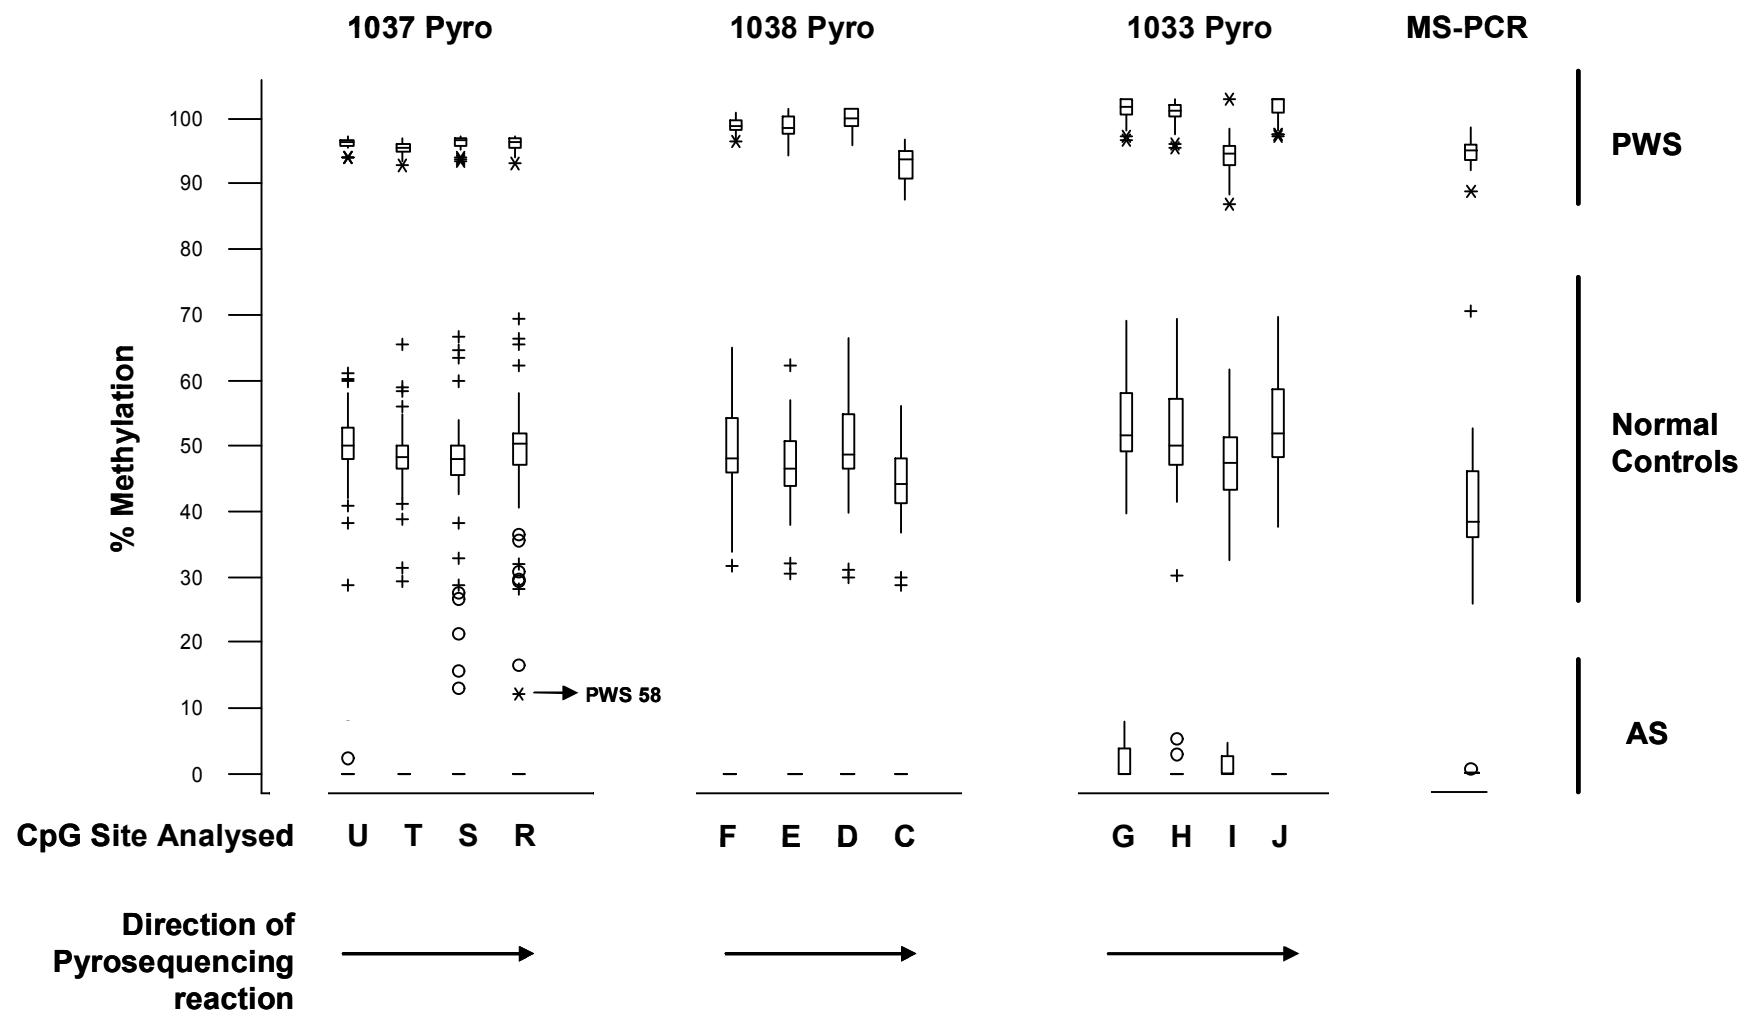 1037 Pyro 1038 Pyro 1033 Pyro MS-PCR
100
90
80
70
60
50
40
30
20
10
0
% Methylation
PWS
Normal
Controls
AS
PWS 58
CpG Site Analysed U T S R F E D C G H I J
Direction of
Pyrosequencing
reaction